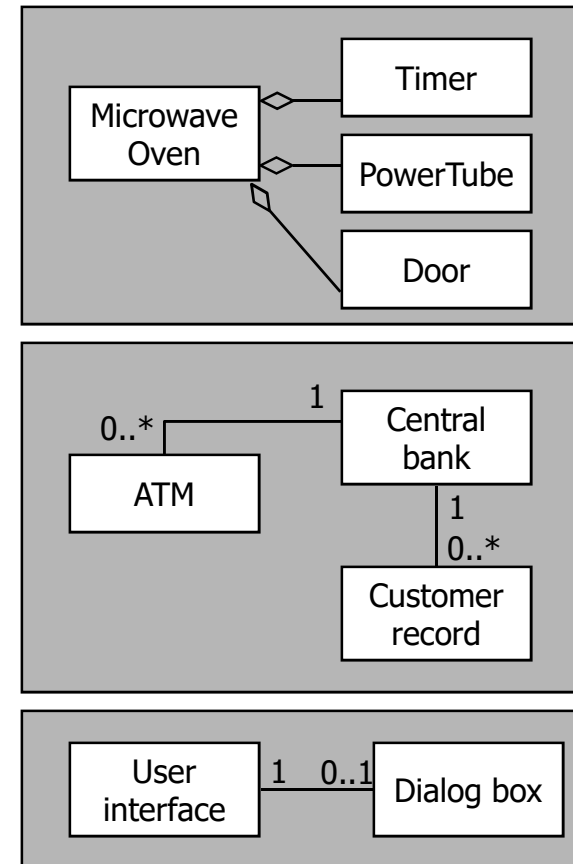 Microwave
Oven
Timer
PowerTube
Door
0..*
1
ATM
Central
bank
1
0..*
Customer
record
User
interface
1
0..1
Dialog box